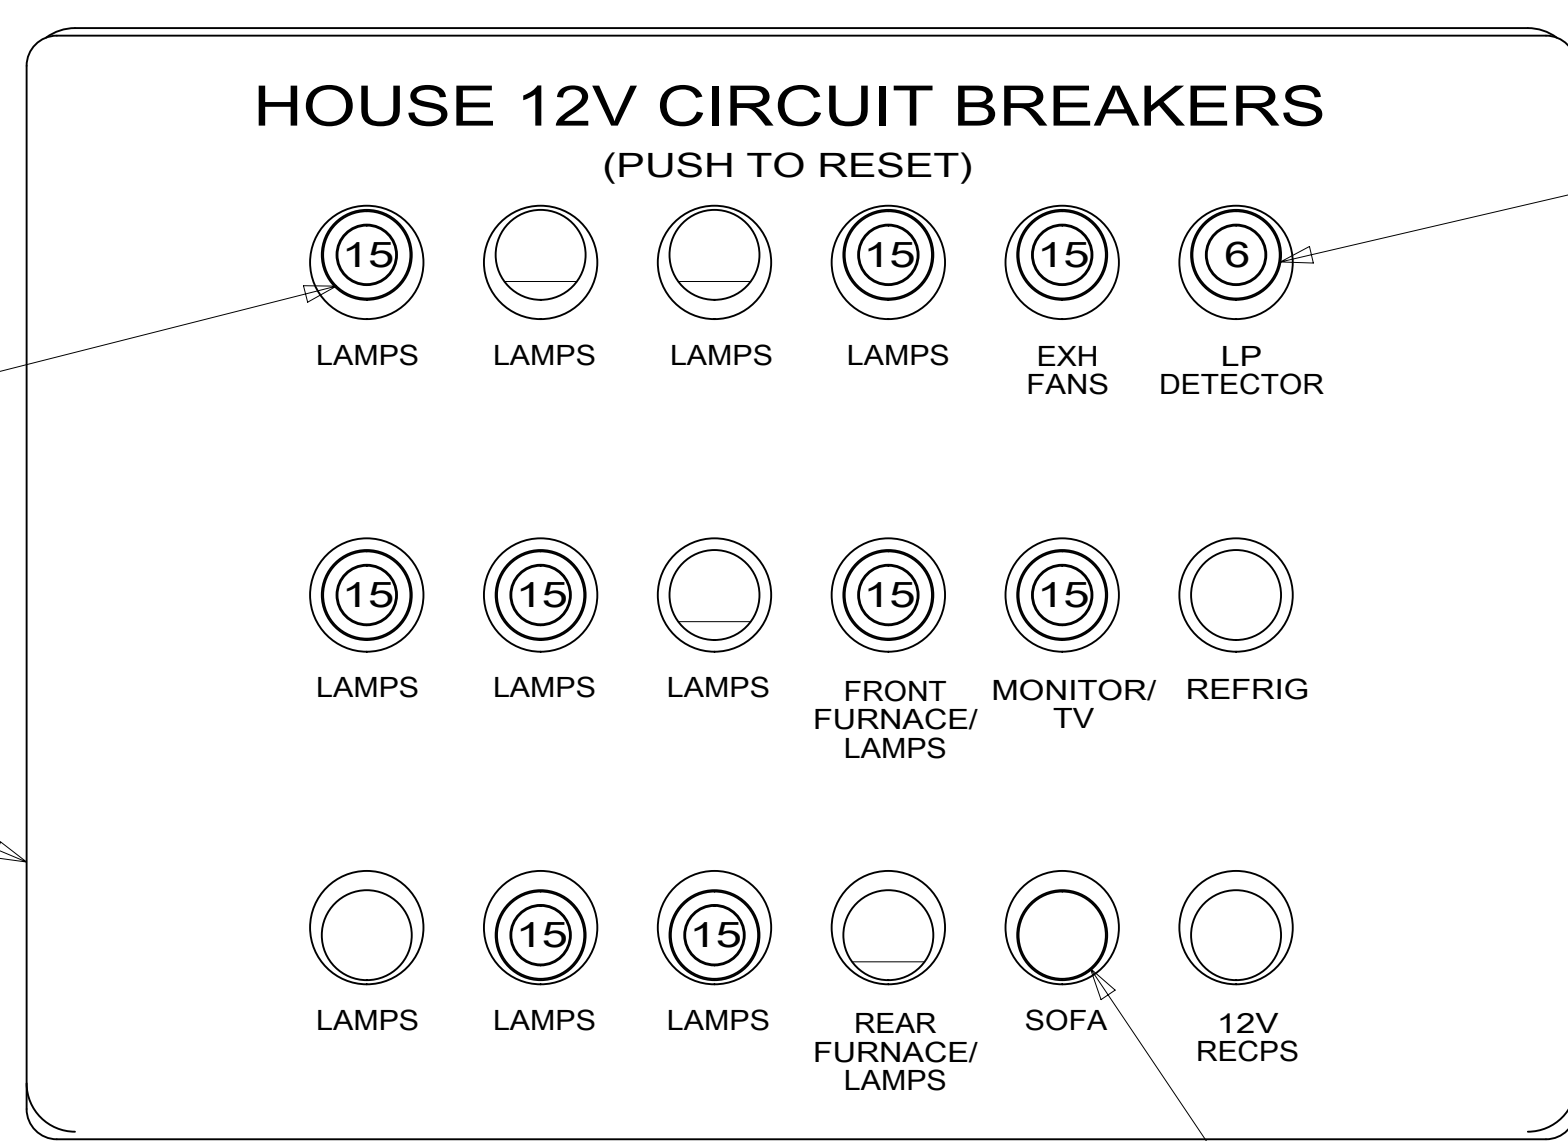 HOUSE 12V CIRCUIT BREAKERS
(PUSH TO RESET)
15 15 15 6
LAMPS LAMPS LAMPS LAMPS EXH LP
FANS DETECTOR
15 15 15 15
LAMPS LAMPS LAMPS FRONT MONITOR/ REFRIG
FURNACE/ TV
LAMPS
15 15
LAMPS LAMPS LAMPS REAR SOFA 12V
FURNACE/ RECPS
LAMPS